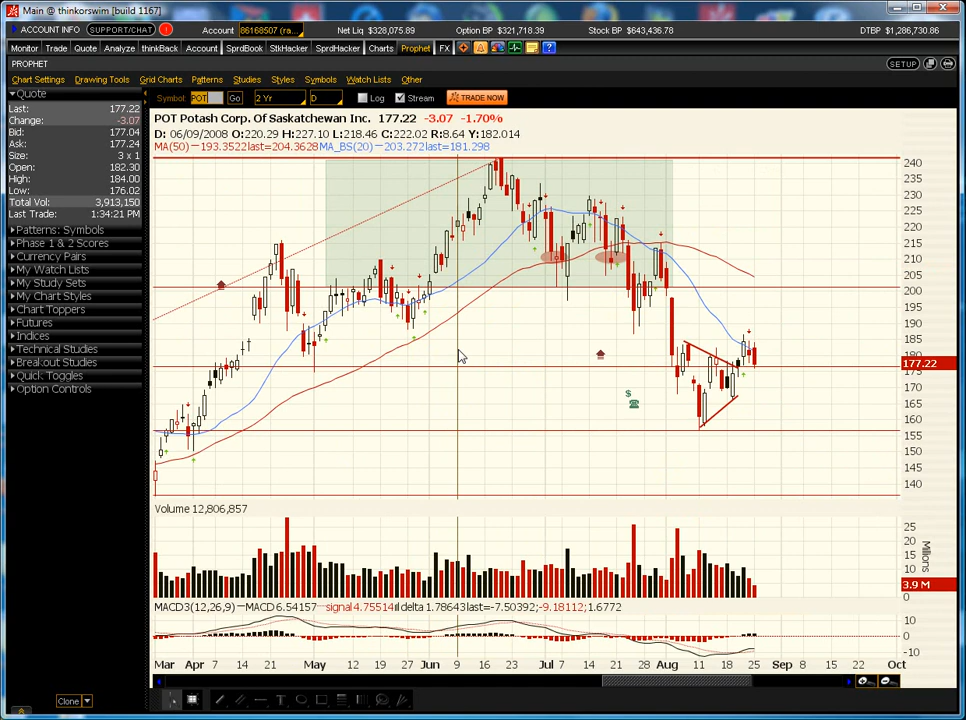 Main @ thinkorswim [build 1167]
ACCOUNT INFO SUPPORT/CHAT ! Account 86168507 (ra... Net Liq $328,075.89 Option BP $321,718.39 Stock BP $643,436.78 DTBP $1,286,730.86
Monitor Trade Quote Analyze thinkBack Account SprdBook StkHacker SprdHacker Charts Prophet FX ?
PROPHET SETUP
Chart Settings Drawing Tools Grid Charts Patterns Studies Styles Symbols Watch Lists Other
Quote
Symbol: POT Go 2 Yr D Log Stream TRADE NOW
Last: 177.22
Change: -3.07
Bid: 177.04
Ask: 177.24
Size: 3 x 1
Open: 182.30
High: 184.00
Low: 176.02
Total Vol: 3,913,150
Last Trade: 1:34:21 PM
Patterns: Symbols
Phase 1 & 2 Scores
Currency Pairs
My Watch Lists
My Study Sets
My Chart Styles
Chart Toppers
Futures
Indices
Technical Studies
Breakout Studies
Quick Toggles
Option Controls
POT Potash Corp. Of Saskatchewan Inc. 177.22 -3.07 -1.70%
D: 06/09/2008 O:220.29 H:227.10 L:218.46 C:222.02 R:8.64 Y:182.014
MA(50)—193.3522last=204.3628MA_BS(20)—203.272last=181.298
240
235
230
225
220
215
210
205
200
195
190
185
180
177.22
175
170
165
160
155
150
145
140
$
Volume 12,806,857
25
20
15
10
5
3.9 M
0
Millions
MACD3(12,26,9) —MACD 6.54157 signal 4.75514 delta 1.78643last=-7.50392;-9.18112;1.6772
10
0
-10
Mar Apr 7 14 21 May 12 19 27 Jun 9 16 23 Jul 7 14 21 28 Aug 11 18 25 Sep 8 15 22 Oct
Clone T